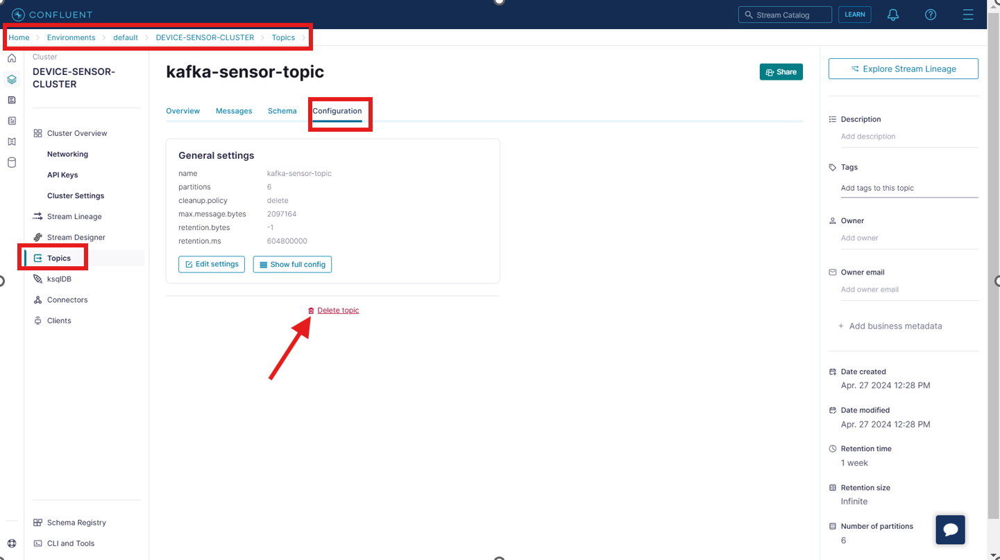 CONFLUENT
Stream Catalog
LEARN
Home
Environments
default
DEVICE-SENSOR-CLUSTER
Topics
Cluster
DEVICE-SENSOR-
CLUSTER
Cluster Overview
Networking
API Keys
Cluster Settings
Stream Lineage
Stream Designer
Topics
ksqlDB
Connectors
Clients
Schema Registry
CLI and Tools
kafka-sensor-topic
Share
Overview
Messages
Schema
Configuration
General settings
name kafka-sensor-topic
partitions 6
cleanup.policy delete
max.message.bytes 2097164
retention.bytes -1
retention.ms 604800000
Edit settings
Show full config
Delete topic
Explore Stream Lineage
Description
Add description
Tags
Add tags to this topic
Owner
Add owner
Owner email
Add owner email
+ Add business metadata
Date created
Apr. 27 2024 12:28 PM
Date modified
Apr. 27 2024 12:28 PM
Retention time
1 week
Retention size
Infinite
Number of partitions
6